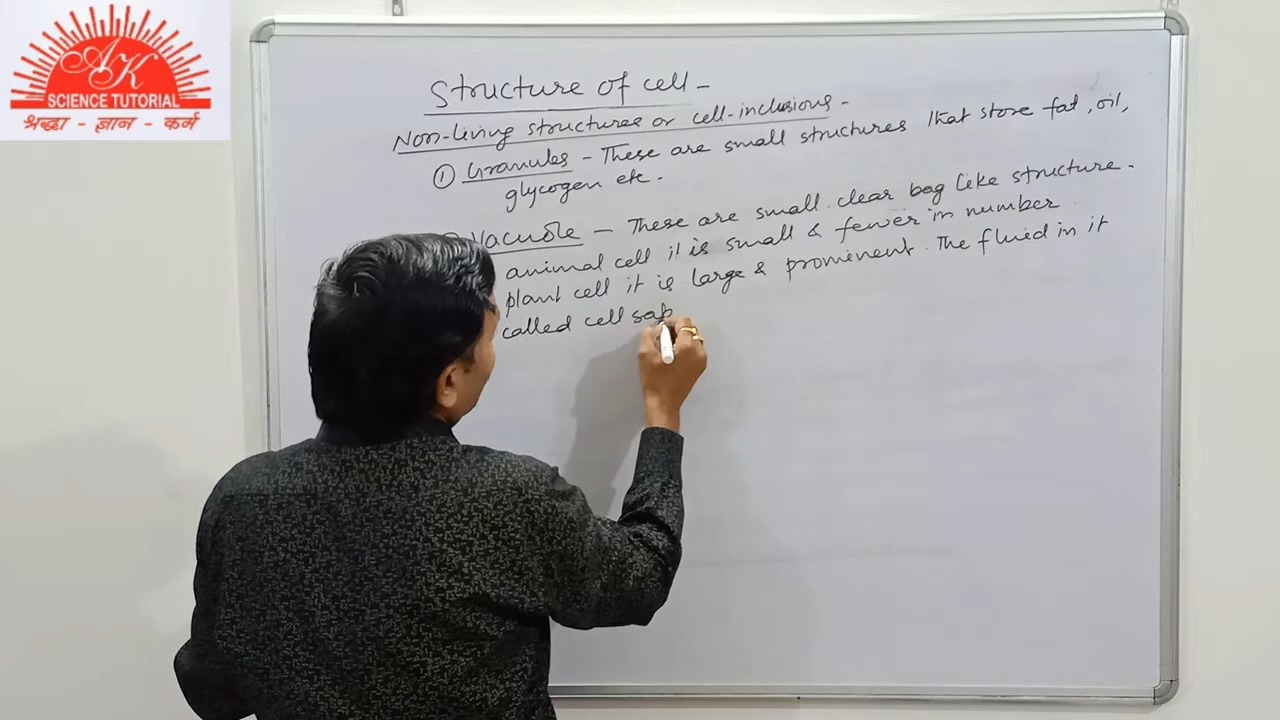 AK
SCIENCE TUTORIAL
श्रद्धा - ज्ञान - कर्म
Structure of cell -
Non-living structures or cell-inclusions -
① Granules - These are small structures that store fat, oil,
glycogen etc.
Vacuole - These are small clear bag like structure.
animal cell it is small & fewer in number
plant cell it is large & prominent. The fluid in it
called cell sap